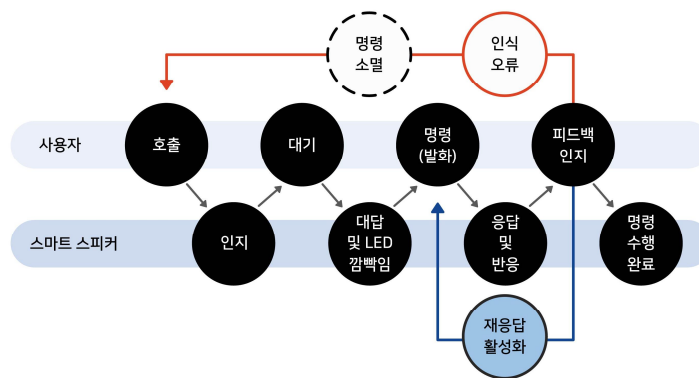 명령
소멸
인식
오류
사용자
호출
대기
명령
(발화)
피드백
인지
스마트 스피커
인지
대답
및 LED
깜빡임
응답
및
반응
명령
수행
완료
재응답
활성화